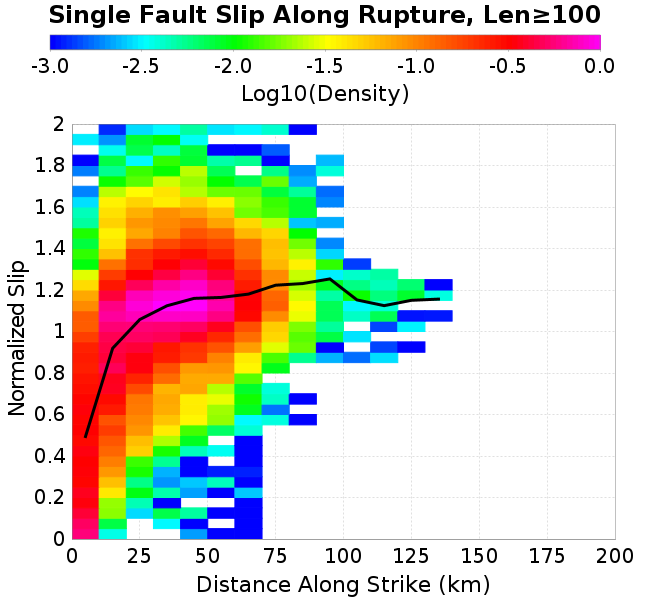 Single Fault Slip Along Rupture, Len≥100
-3.0 -2.5 -2.0 -1.5 -1.0 -0.5 0.0
Log10(Density)
2
1.8
1.6
1.4
1.2
1
0.8
0.6
0.4
0.2
0
Normalized Slip
0 25 50 75 100 125 150 175 200
Distance Along Strike (km)